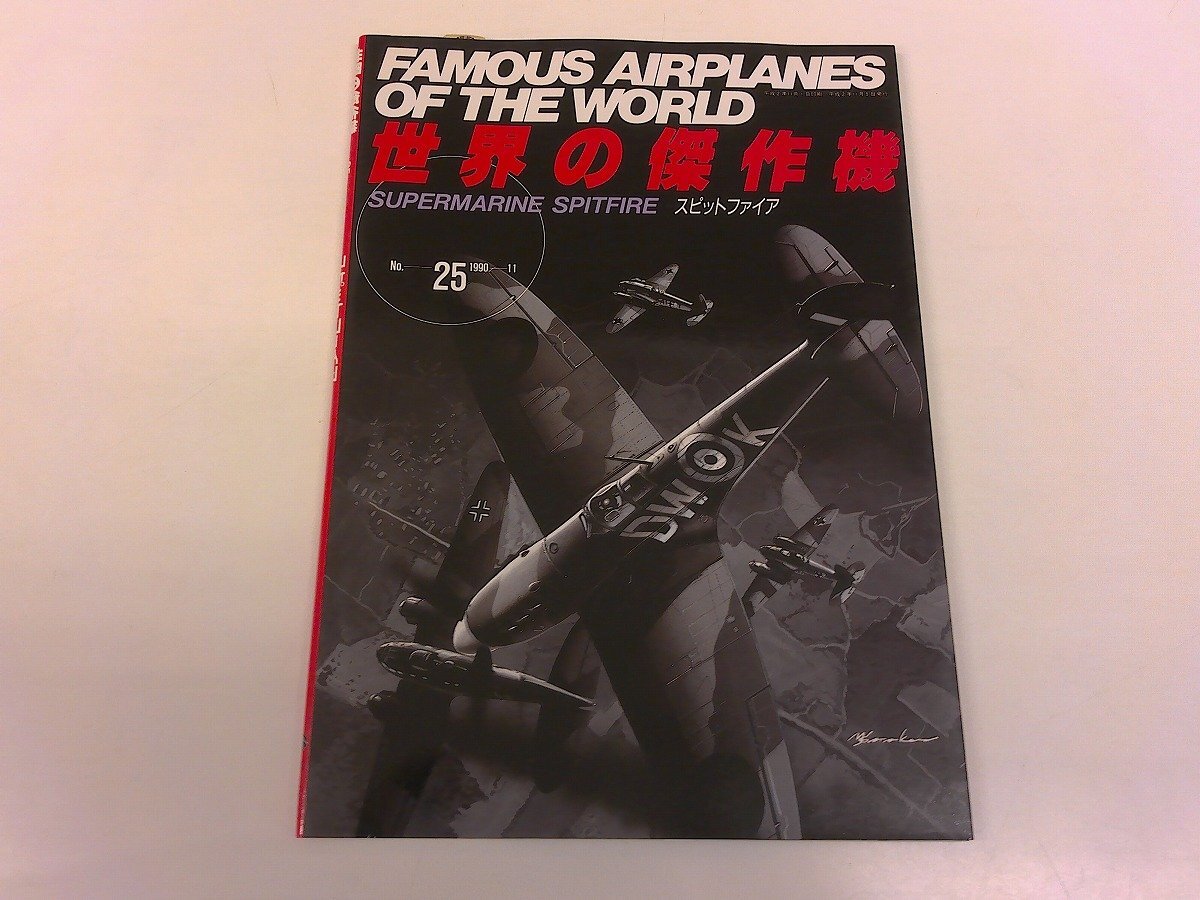 FAMOUS AIRPLANES
OF THE WORLD
世界の傑作機
SUPERMARINE SPITFIRE スピットファイア
No. 25 1990 11
DW K